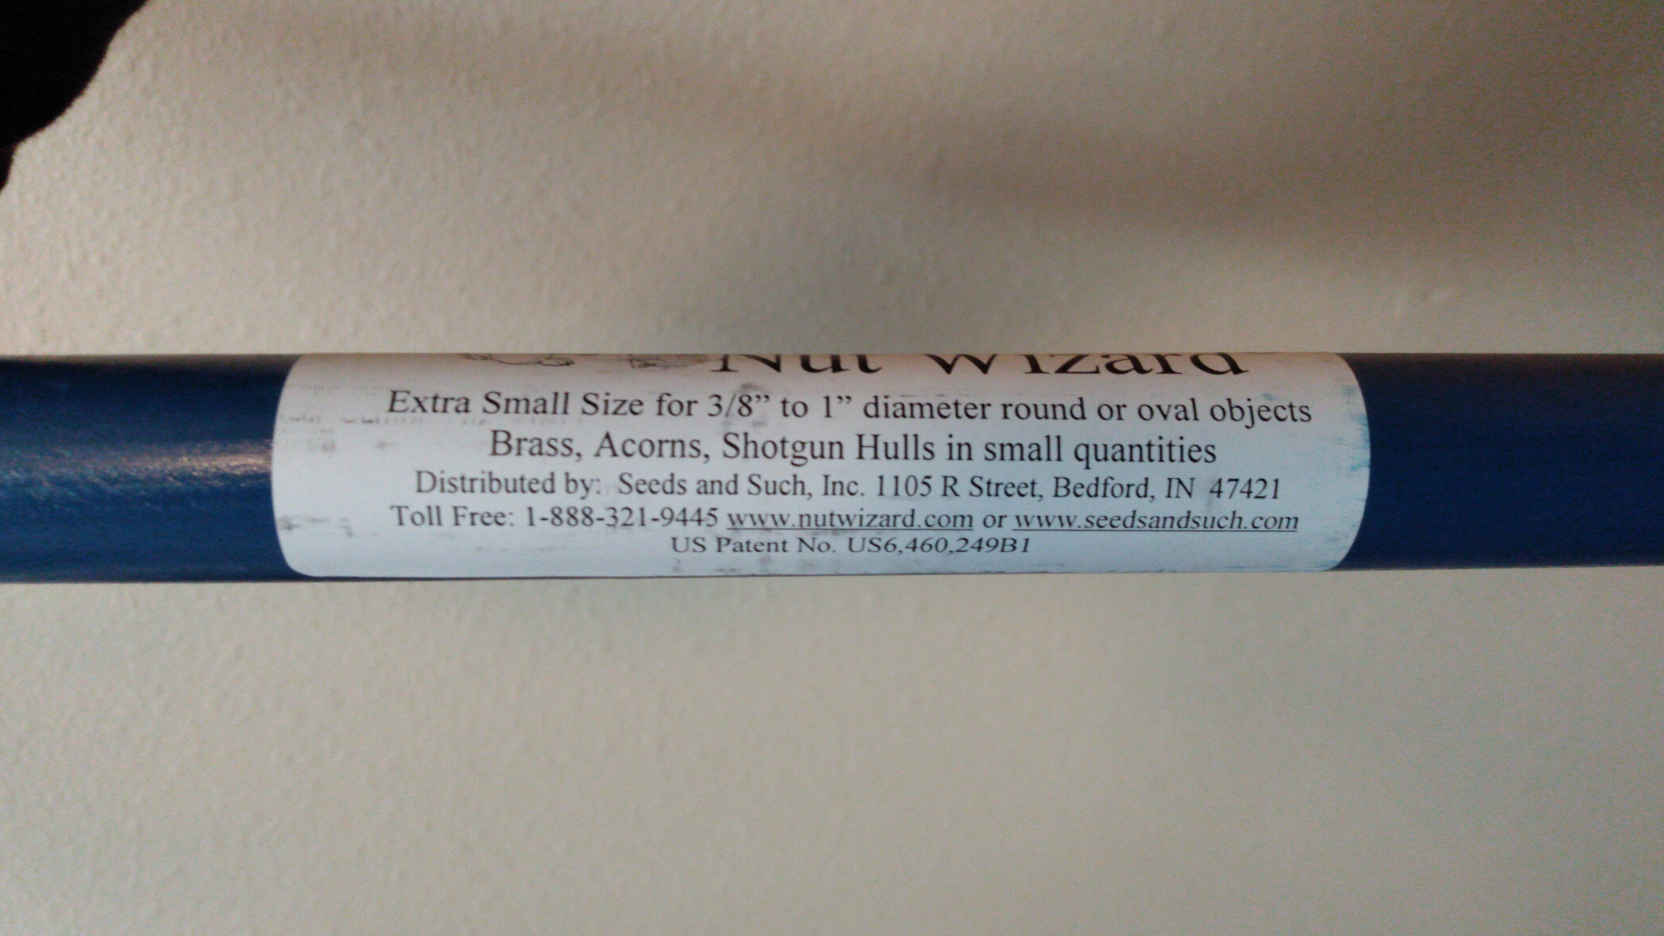 Nut Wizard
Extra Small Size for 3/8” to 1” diameter round or oval objects
Brass, Acorns, Shotgun Hulls in small quantities
Distributed by: Seeds and Such, Inc. 1105 R Street, Bedford, IN 47421
Toll Free: 1-888-321-9445 www.nutwizard.com or www.seedsandsuch.com
US Patent No. US6,460,249B1